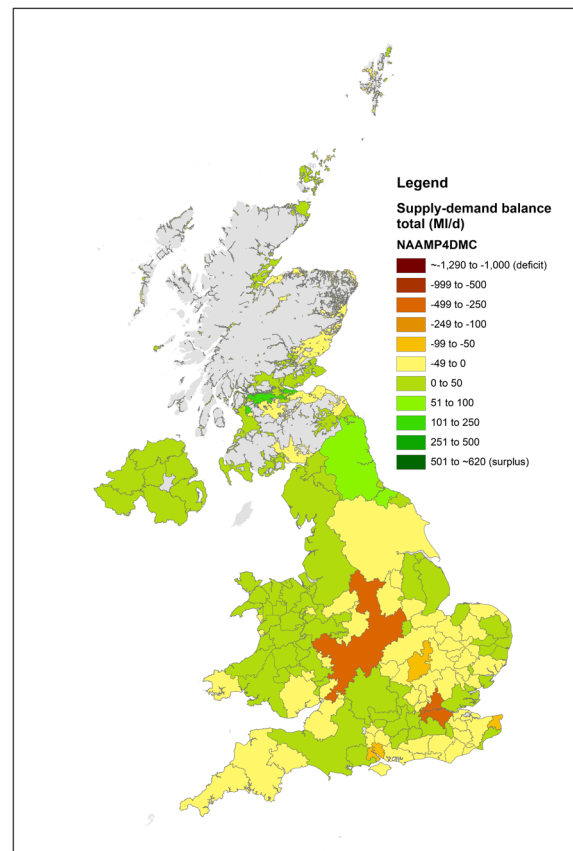 Legend
Supply-demand balance
total (Ml/d)
NAAMP4DMC
~-1,290 to -1,000 (deficit)
-999 to -500
-499 to -250
-249 to -100
-99 to -50
-49 to 0
0 to 50
51 to 100
101 to 250
251 to 500
501 to ~620 (surplus)